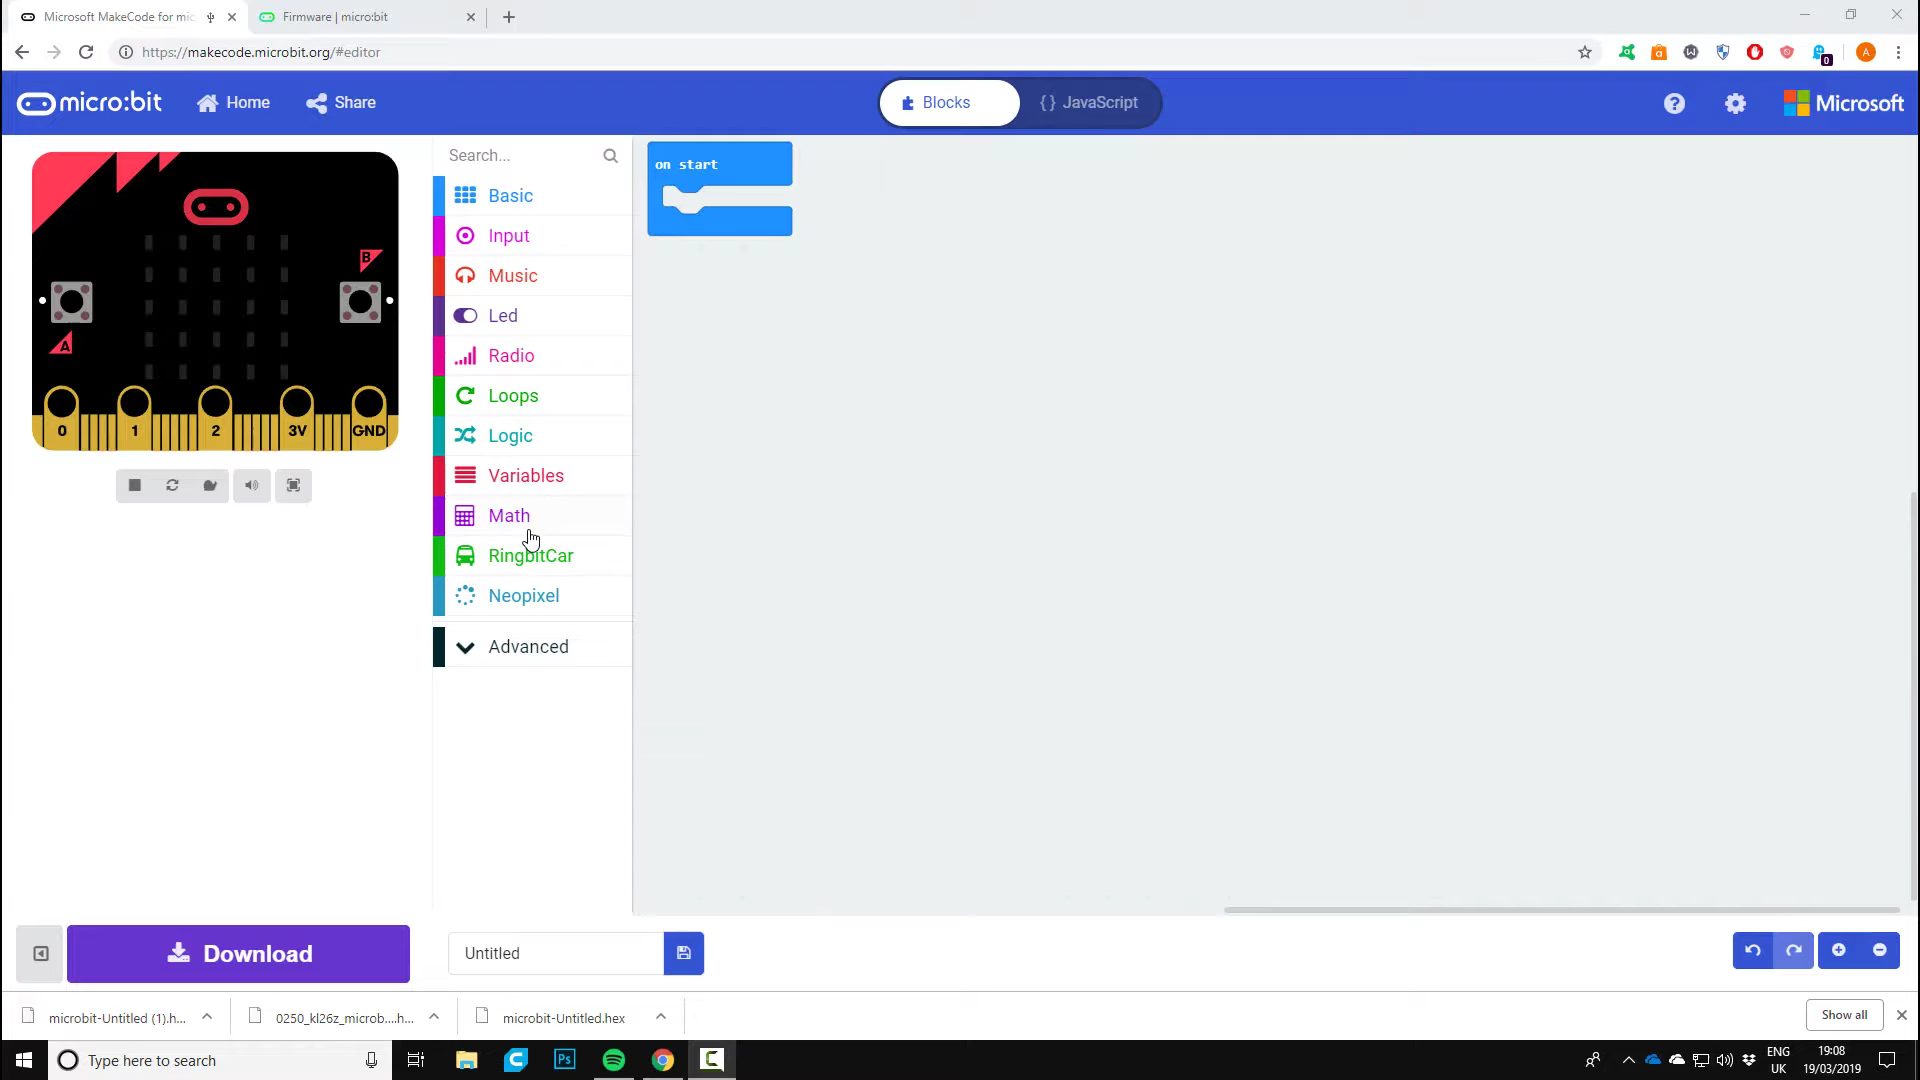 Microsoft MakeCode for mic
Firmware | micro:bit
https://makecode.microbit.org/#editor
0
micro:bit
Home
Share
Blocks
{} JavaScript
?
Microsoft
Search...
on start
Basic
Input
Music
Led
Radio
Loops
Logic
Variables
Math
RingbitCar
Neopixel
Advanced
B
A
0
1
2
3V
GND
Download
Untitled
microbit-Untitled (1).h...
0250_kl26z_microb....h...
microbit-Untitled.hex
Show all
Type here to search
Ps
ENG
UK
19:08
19/03/2019